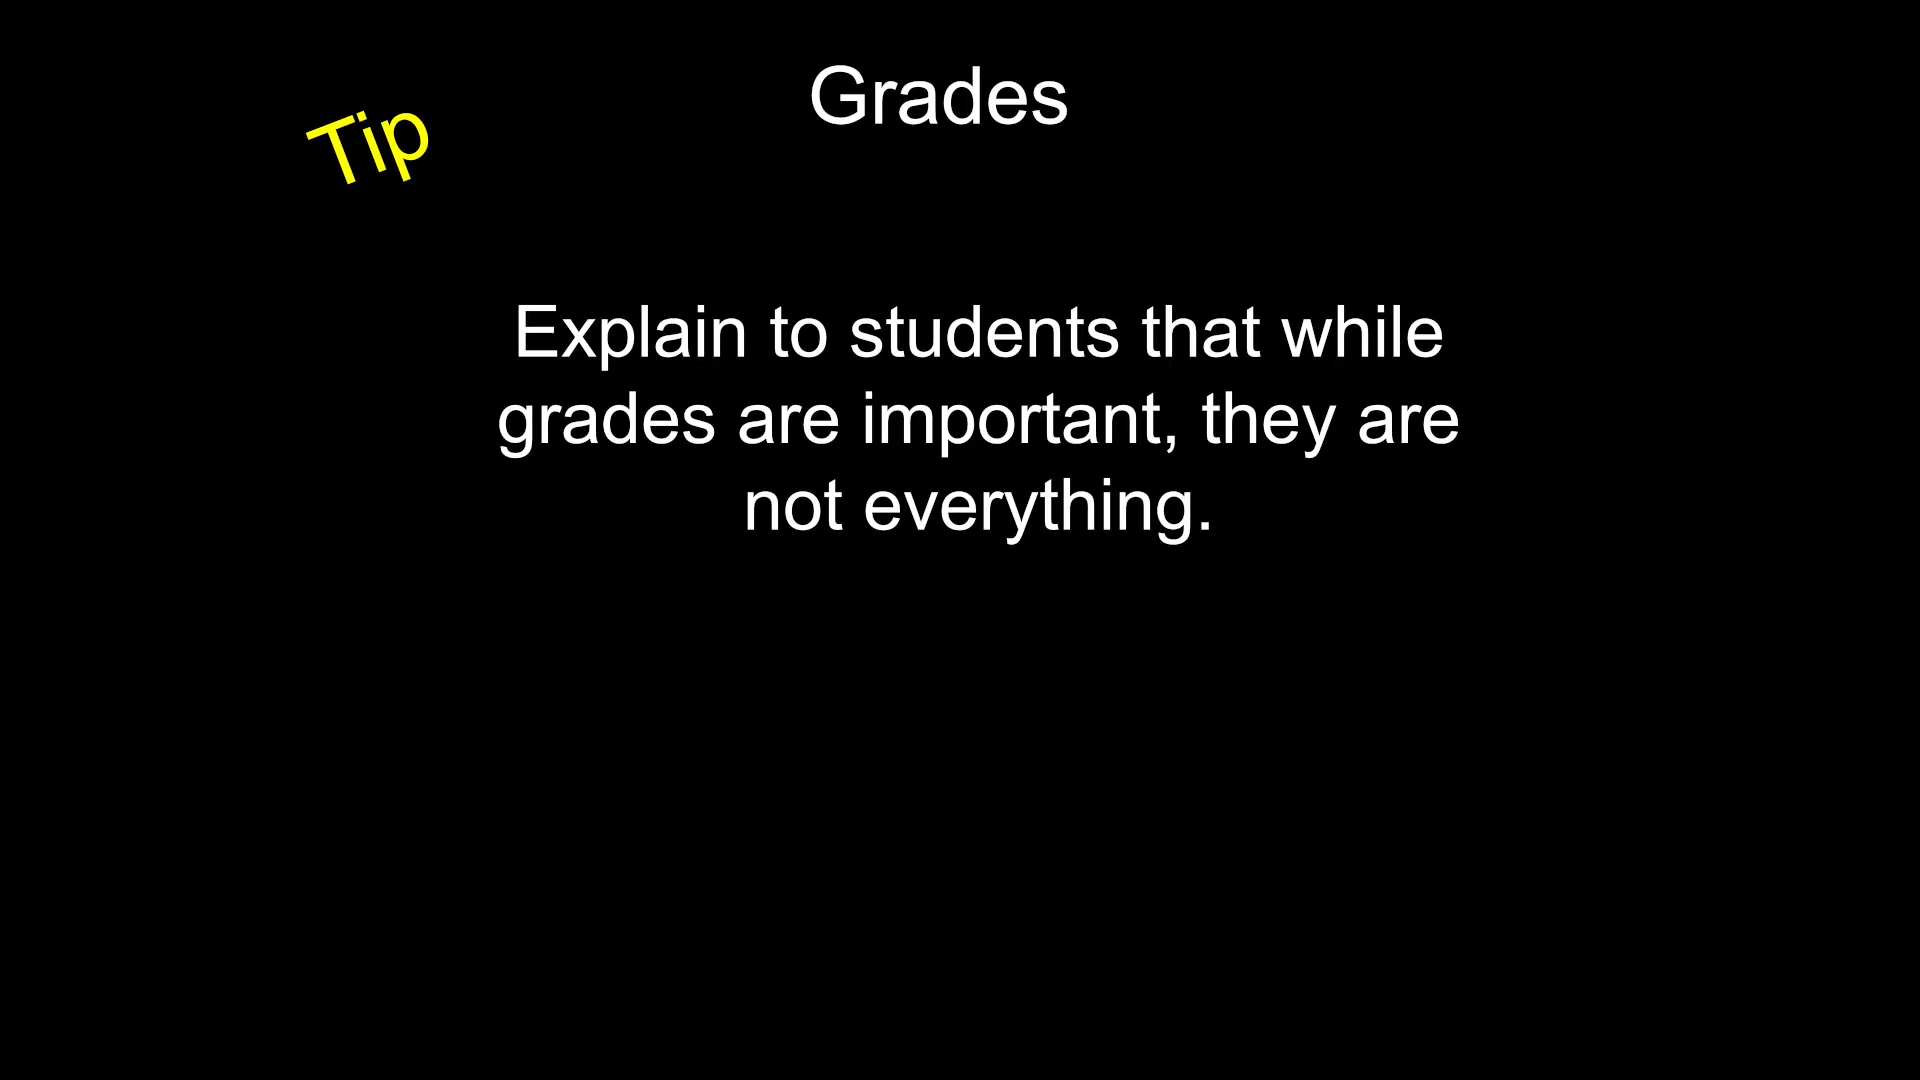 Grades
Tip
Explain to students that while
grades are important, they are
not everything.